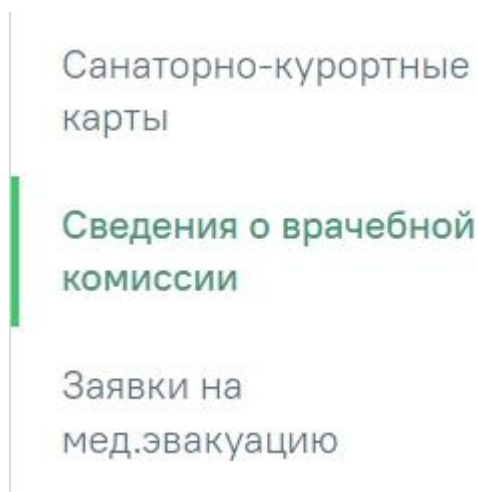 Санаторно-курортные
карты
Сведения о врачебной
комиссии
Заявки на
мед.эвакуацию